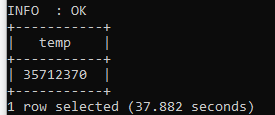 INFO  : OK
+-----------+
|   temp    |
+-----------+
| 35712370  |
+-----------+
1 row selected (37.882 seconds)